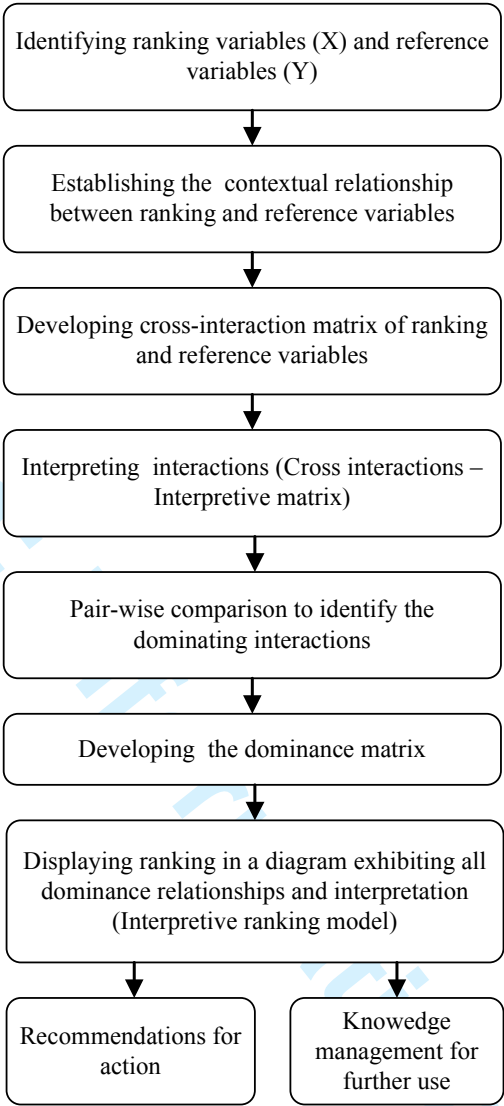 Identifying ranking variables (X) and reference
variables (Y)
Establishing the contextual relationship
between ranking and reference variables
Developing cross-interaction matrix of ranking
and reference variables
Interpreting interactions (Cross interactions –
Interpretive matrix)
Pair-wise comparison to identify the
dominating interactions
Developing the dominance matrix
Displaying ranking in a diagram exhibiting all
dominance relationships and interpretation
(Interpretive ranking model)
Recommendations for
action
Knowedge
management for
further use